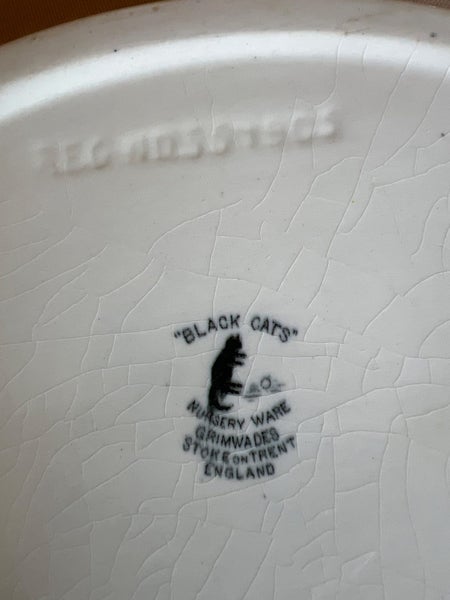 "BLACK CATS"
NURSERY WARE
GRIMWADES
STOKE ON TRENT
ENGLAND